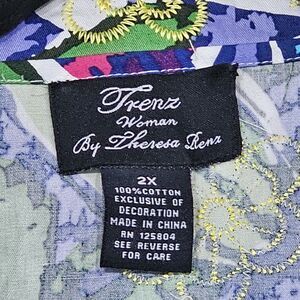 Trenz
Woman
By Theresa Renz
2X
100%COTTON
EXCLUSIVE OF
DECORATION
MADE IN CHINA
RN 125804
SEE REVERSE
FOR CARE